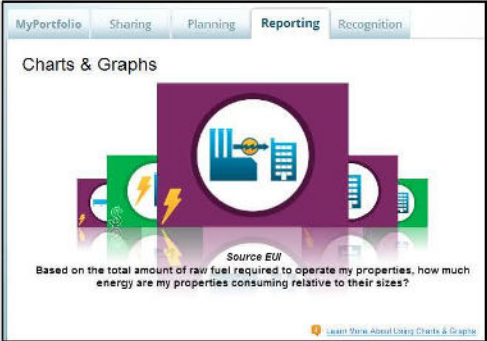 MyPortfolio Sharing Planning Reporting Recognition
Charts & Graphs
Source EUI
Based on the total amount of raw fuel required to operate my properties, how much
energy are my properties consuming relative to their sizes?
Learn More About Using Charts & Graphs